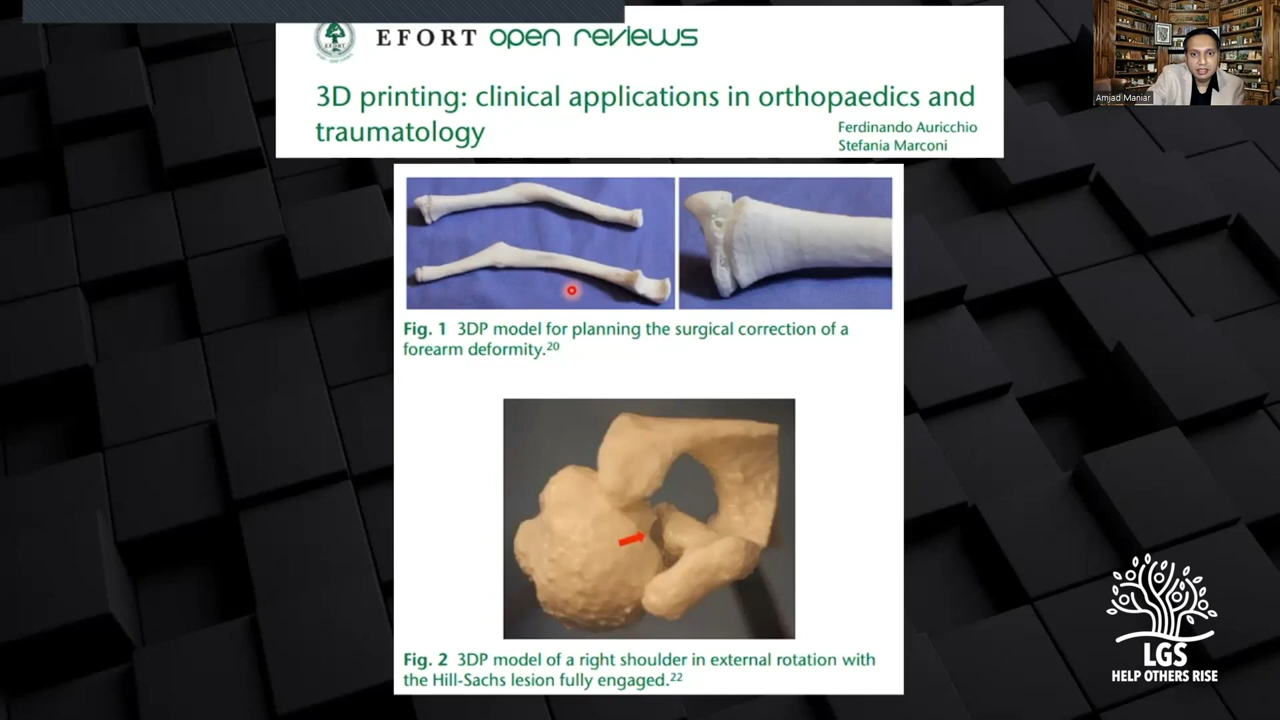 EFORT open reviews
EFORT
3D printing: clinical applications in orthopaedics and
traumatology
Ferdinando Auricchio
Stefania Marconi
Amjad Maniar
Fig. 1 3DP model for planning the surgical correction of a
forearm deformity.20
Fig. 2 3DP model of a right shoulder in external rotation with
the Hill-Sachs lesion fully engaged.22
LGS
HELP OTHERS RISE